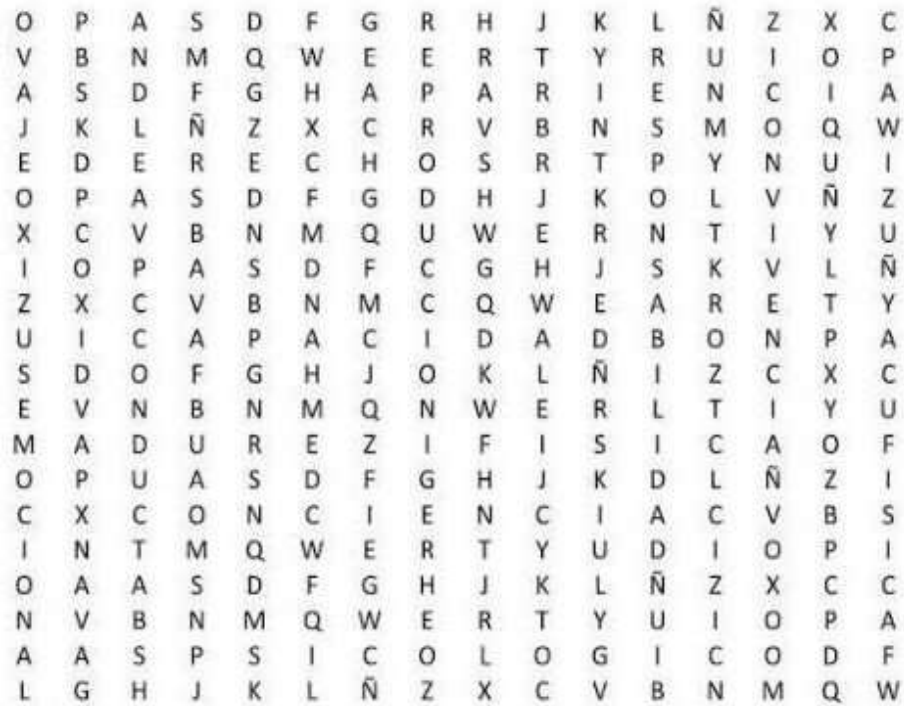 O P A S D F G R H J K L Ñ Z X C
V B N M Q W E E R T Y R U I O P
A S D F G H A P A R I E N C I A
J K L Ñ Z X C R V B N S M O Q W
E D E R E C H O S R T P Y N U I
O P A S D F G D H J K O L V Ñ Z
X C V B N M Q U W E R N T I Y U
I O P A S D F C G H J S K V L Ñ
Z X C V B N M C Q W E A R E T Y
U I C A P A C I D A D B O N P A
S D O F G H J O K L Ñ I Z C X C
E V N B N M Q N W E R L T I Y U
M A D U R E Z I F I S I C A O F
O P U A S D F G H J K D L Ñ Z I
C X C O N C I E N C I A C V B S
I N T M Q W E R T Y U D I O P I
O A A S D F G H J K L Ñ Z X C C
N V B N M Q W E R T Y U I O P A
A A S P S I C O L O G I C O D F
L G H J K L Ñ Z X C V B N M Q W